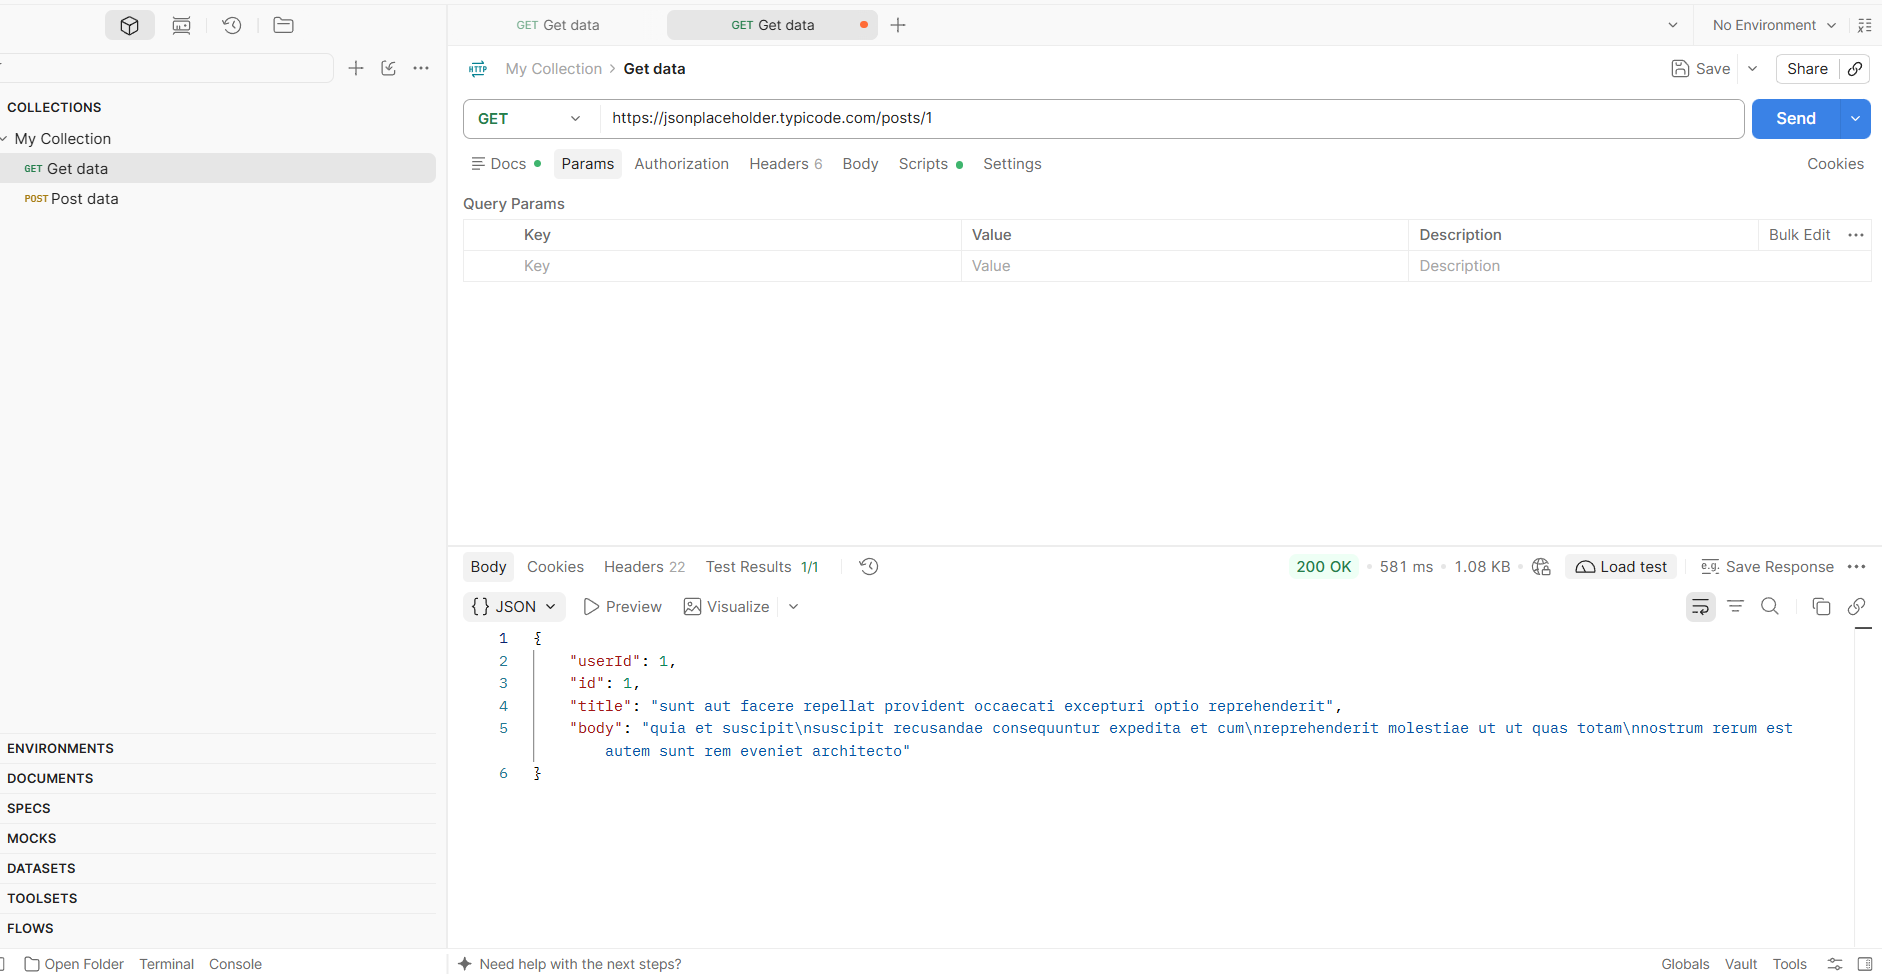 GET Get data
GET Get data
No Environment
HTTP My Collection > Get data
Save
Share
COLLECTIONS
My Collection
GET Get data
POST Post data
GET
https://jsonplaceholder.typicode.com/posts/1
Send
Docs Params Authorization Headers 6 Body Scripts Settings
Cookies
Query Params
Key Value Description Bulk Edit
Key Value Description
Body Cookies Headers 22 Test Results 1/1
200 OK 581 ms 1.08 KB
Load test
e.g. Save Response
{} JSON Preview Visualize
1 {
2 "userId": 1,
3 "id": 1,
4 "title": "sunt aut facere repellat provident occaecati excepturi optio reprehenderit",
5 "body": "quia et suscipit\nsuscipit recusandae consequuntur expedita et cum\nreprehenderit molestiae ut ut quas totam\nnostrum rerum est
autem sunt rem eveniet architecto"
6 }
ENVIRONMENTS
DOCUMENTS
SPECS
MOCKS
DATASETS
TOOLSETS
FLOWS
Open Folder Terminal Console
Need help with the next steps?
Globals Vault Tools